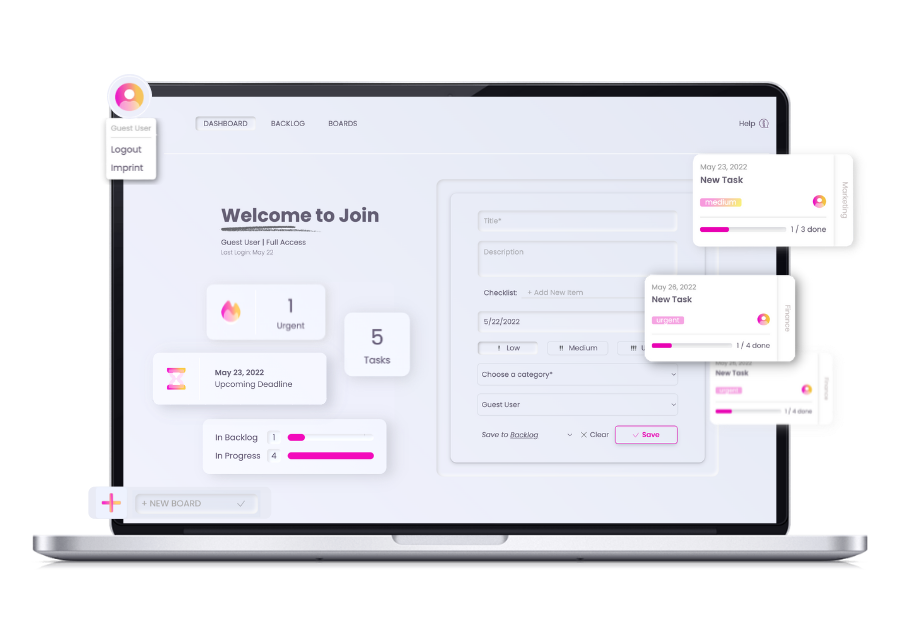 Guest User
Logout
Imprint
DASHBOARD
BACKLOG
BOARDS
Help
Welcome to Join
Guest User | Full Access
Last Login: May 22
1
Urgent
5
Tasks
May 23, 2022
Upcoming Deadline
In Backlog 1
In Progress 4
+ NEW BOARD
Title*
Description
Checklist: + Add New Item
5/22/2022
! Low
!! Medium
!!! U
Choose a category*
Guest User
Save to Backlog
Clear
Save
May 23, 2022
New Task
medium
1 / 3 done
Marketing
May 26, 2022
New Task
urgent
1 / 4 done
Finance
New Task
urgent
1 / 4 done
Finance